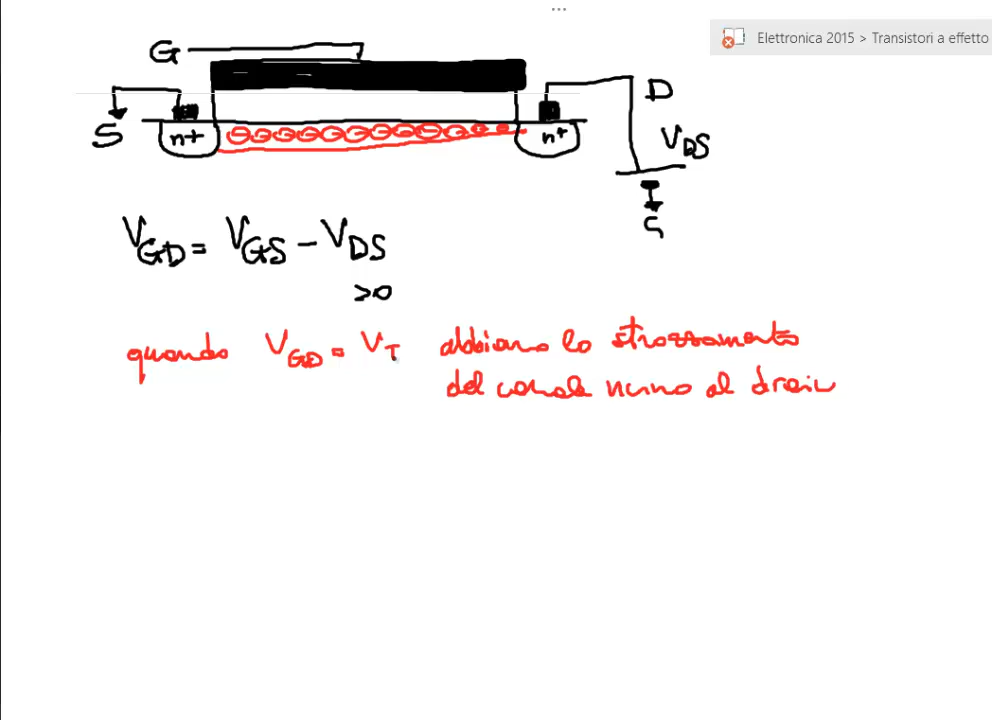 Elettronica 2015 > Transistori a effetto
G
D
S
n+
n+
VDS
VGD = VGS - VDS
>0
quando VGD = VT abbiamo lo strozzamento
del canale vicino al drain